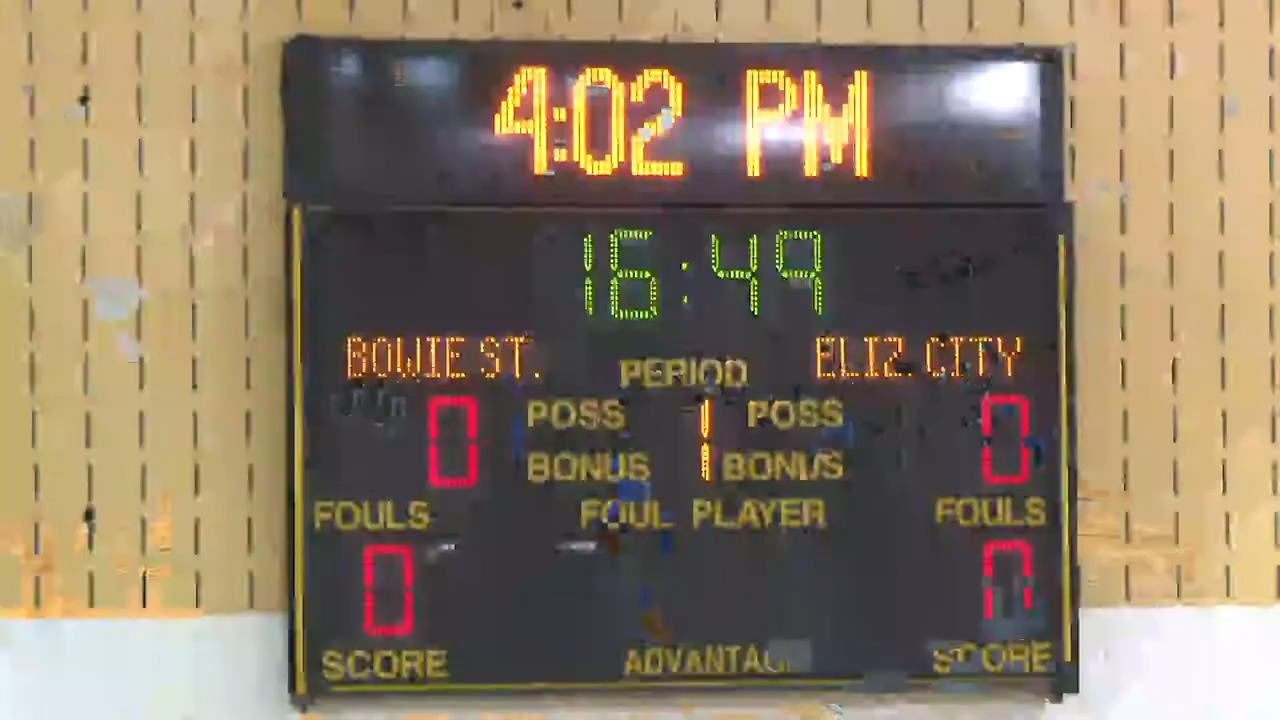 4:02 PM
16:49
BOWIE ST. PERIOD ELIZ. CITY
0 POSS 1 POSS 0
BONUS BONUS
FOULS FOUL PLAYER FOULS
0
SCORE SCORE